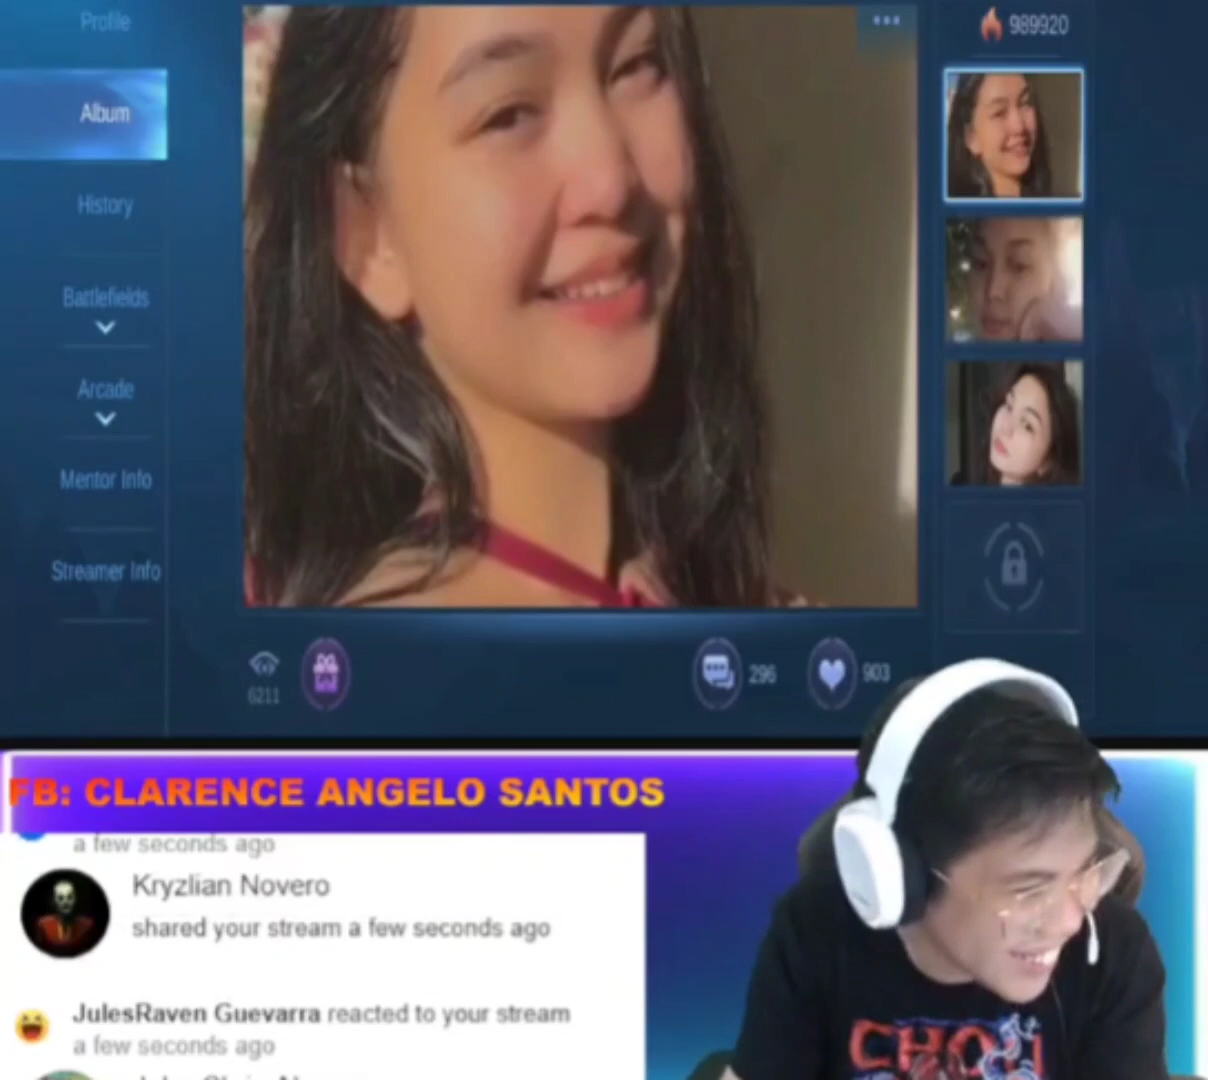 Profile
989920
Album
History
Battlefields
Arcade
Mentor Info
Streamer Info
6211
296
903
FB: CLARENCE ANGELO SANTOS
a few seconds ago
Kryzlian Novero
shared your stream a few seconds ago
JulesRaven Guevarra reacted to your stream
a few seconds ago